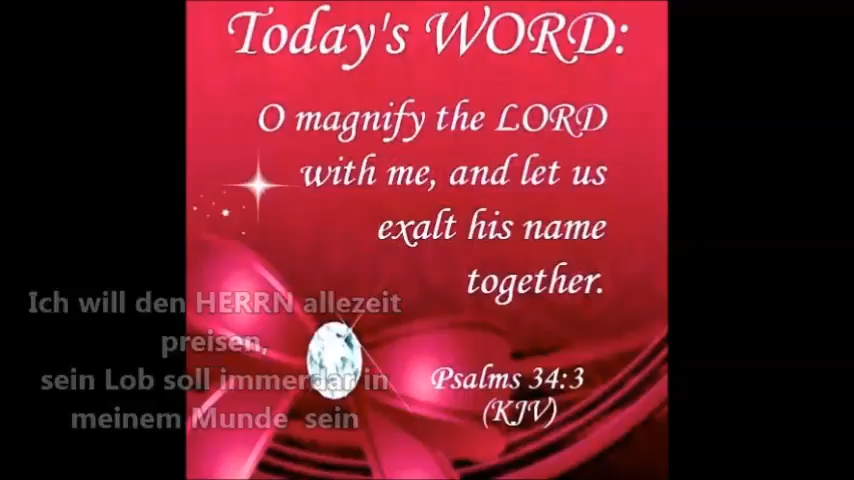 Today's WORD:
O magnify the LORD
with me, and let us
exalt his name
together.
Psalms 34:3
(KJV)
Ich will den HERRN allezeit
preisen,
sein Lob soll immerdar in
meinem Munde sein